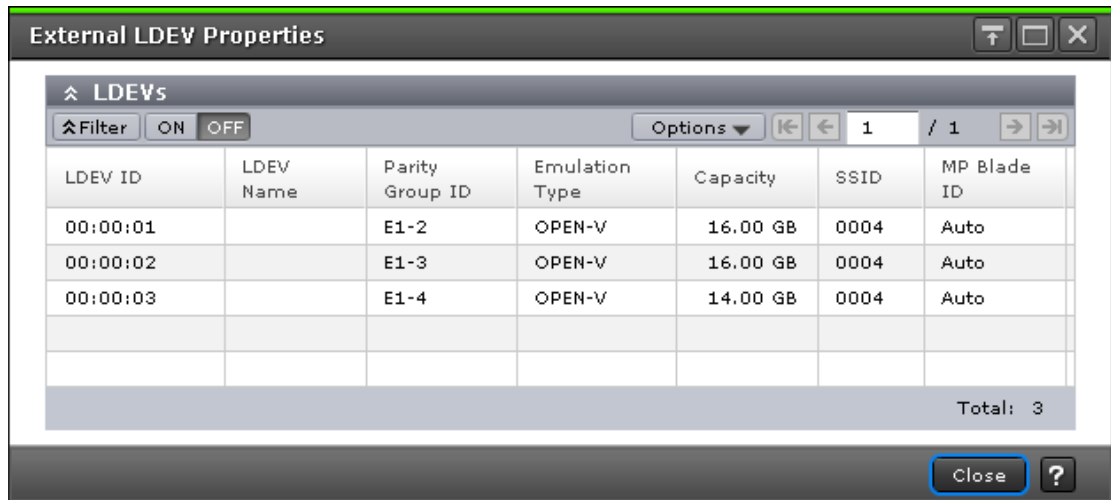 External LDEV Properties
LDEVs
Filter ON OFF Options 1 / 1
LDEV ID LDEV Name Parity Group ID Emulation Type Capacity SSID MP Blade ID
00:00:01 E1-2 OPEN-V 16.00 GB 0004 Auto
00:00:02 E1-3 OPEN-V 16.00 GB 0004 Auto
00:00:03 E1-4 OPEN-V 14.00 GB 0004 Auto
Total: 3
Close ?